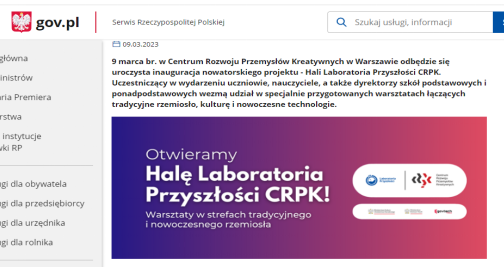 gov.pl
Serwis Rzeczypospolitej Polskiej
Szukaj usługi, informacji
09.03.2023
główna
inistrów
aria Premiera
rstwa
instytucje
wki RP
gi dla obywatela
gi dla przedsiębiorcy
gi dla urzędnika
gi dla rolnika
9 marca br. w Centrum Rozwoju Przemysłów Kreatywnych w Warszawie odbędzie się
uroczysta inauguracja nowatorskiego projektu - Hali Laboratoria Przyszłości CRPK.
Uczestniczący w wydarzeniu uczniowie, nauczyciele, a także dyrektorzy szkół podstawowych i
ponadpodstawowych wezmą udział w specjalnie przygotowanych warsztatach łączących
tradycyjne rzemiosło, kulturę i nowoczesne technologie.
Otwieramy
Halę Laboratoria
Przyszłości CRPK!
Warsztaty w strefach tradycyjnego
i nowoczesnego rzemiosła